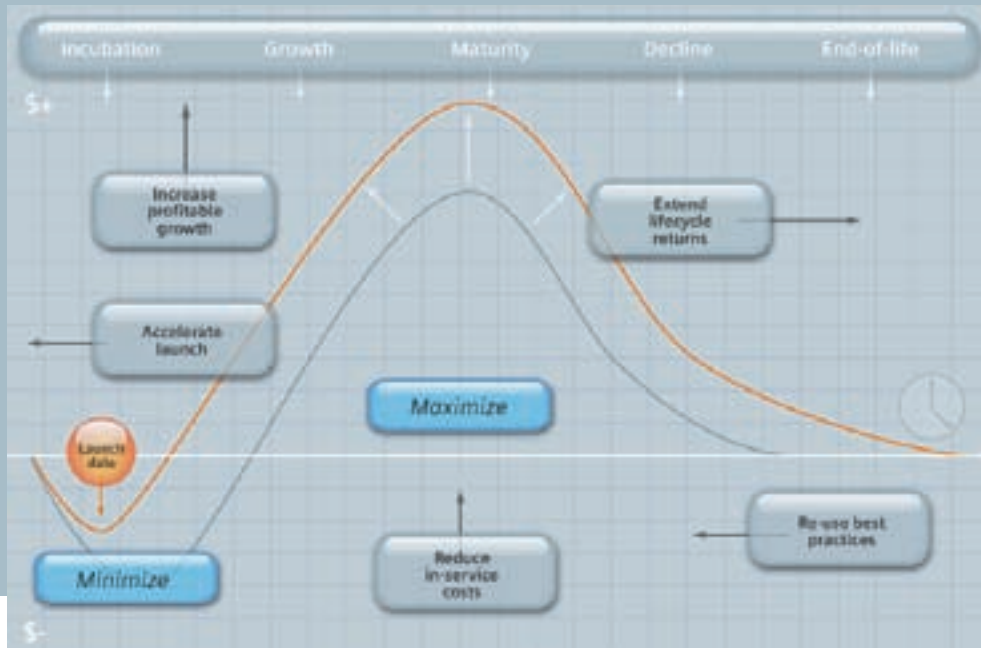 Incubation Growth Maturity Decline End-of-life
$+
Increase
profitable
growth
Extend
lifecycle
returns
Accelerate
launch
Maximize
Launch
date
Re-use best
practices
Reduce
in-service
costs
Minimize
$-